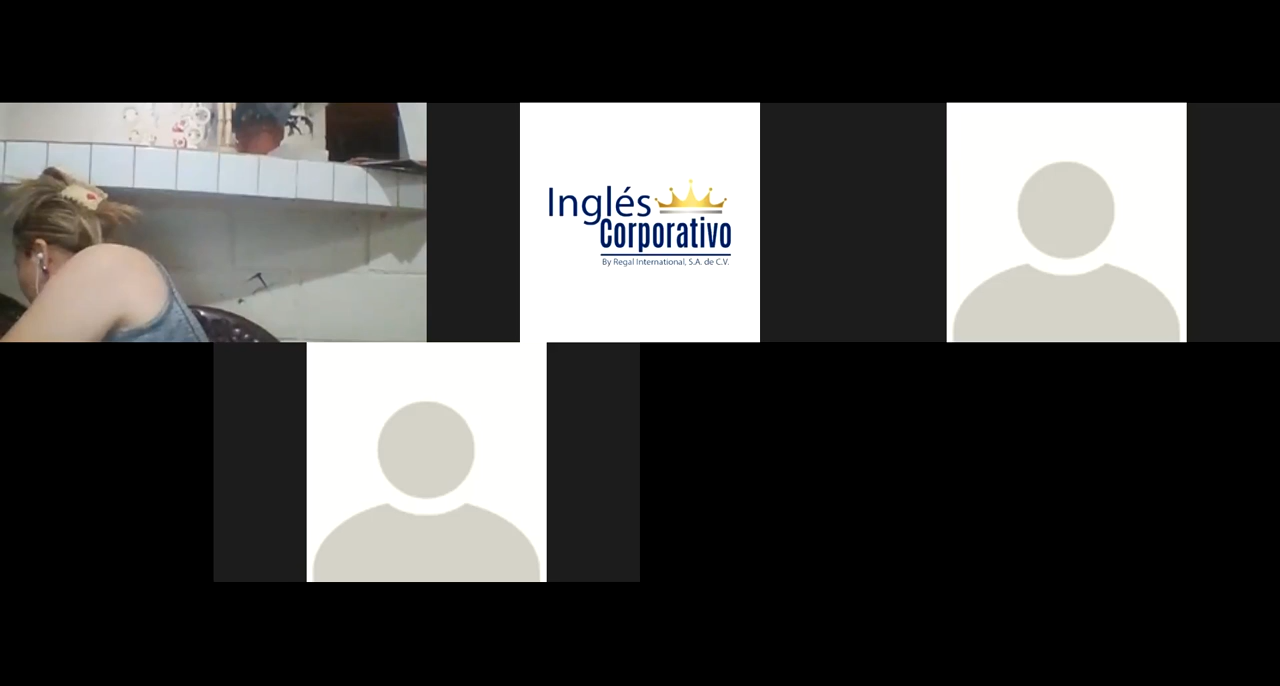 Inglés
Corporativo
By Regal International, S.A. de C.V.